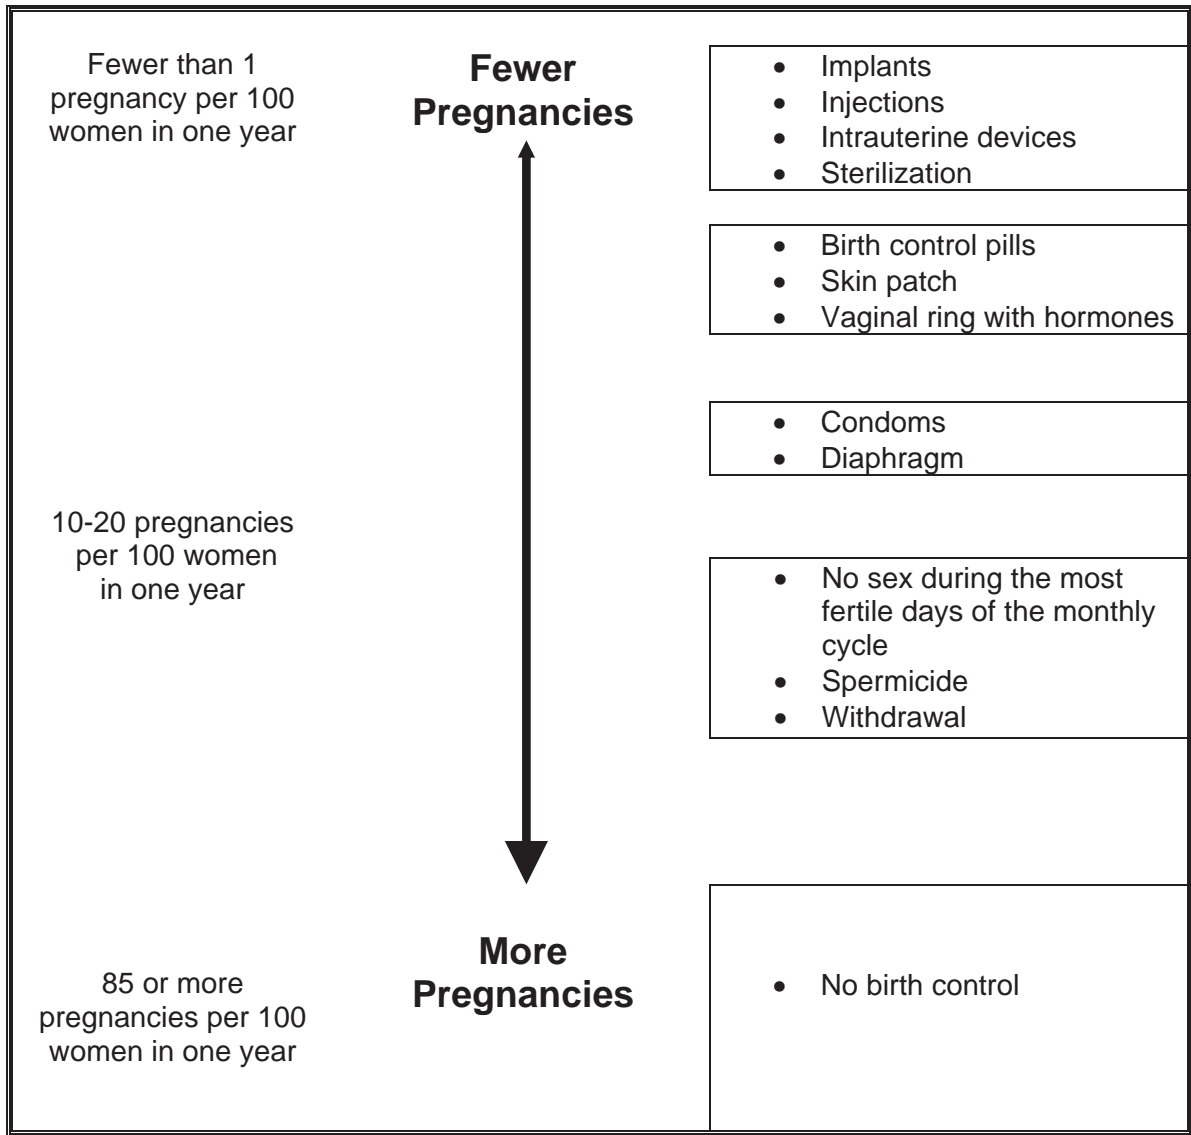 Fewer than 1
pregnancy per 100
women in one year
Fewer
Pregnancies
• Implants
• Injections
• Intrauterine devices
• Sterilization
• Birth control pills
• Skin patch
• Vaginal ring with hormones
• Condoms
• Diaphragm
10-20 pregnancies
per 100 women
in one year
• No sex during the most
fertile days of the monthly
cycle
• Spermicide
• Withdrawal
More
Pregnancies
85 or more
pregnancies per 100
women in one year
• No birth control